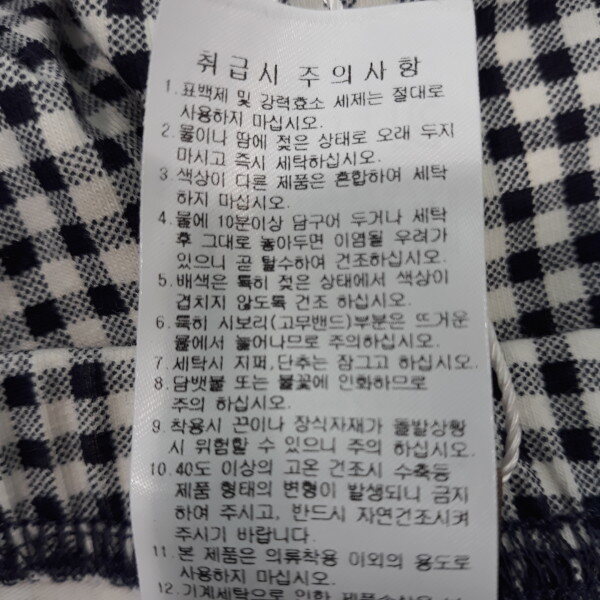 취급시 주의사항
1. 표백제 및 강력효소 세제는 절대로
사용하지 마십시오.
2. 물이나 땀에 젖은 상태로 오래 두지
마시고 즉시 세탁하십시오.
3. 색상이 다른 제품은 혼합하여 세탁
하지 마십시오.
4. 물에 10분이상 담구어 두거나 세탁
후 그대로 놓아두면 이염될 우려가
있으니 곧 탈수하여 건조하십시오.
5. 배색은 특히 젖은 상태에서 색상이
겹치지 않도록 건조 하십시오.
6. 특히 시보리(고무밴드)부분은 뜨거운
물에서 늘어나므로 주의하십시오.
7. 세탁시 지퍼,단추는 잠그고 하십시오.
8. 담뱃불 또는 불꽃에 인화하므로
주의 하십시오.
9. 착용시 끈이나 장식자재가 돌발상황
시 위험할 수 있으니 주의 하십시오.
10. 40도 이상의 고온 건조시 수축등
제품 형태의 변형이 발생되니 금지
하여 주시고, 반드시 자연건조시켜
주시기 바랍니다.
11. 본 제품은 의류착용 이외의 용도로
사용하지 마십시오.
12. 기계세탁으로 인한